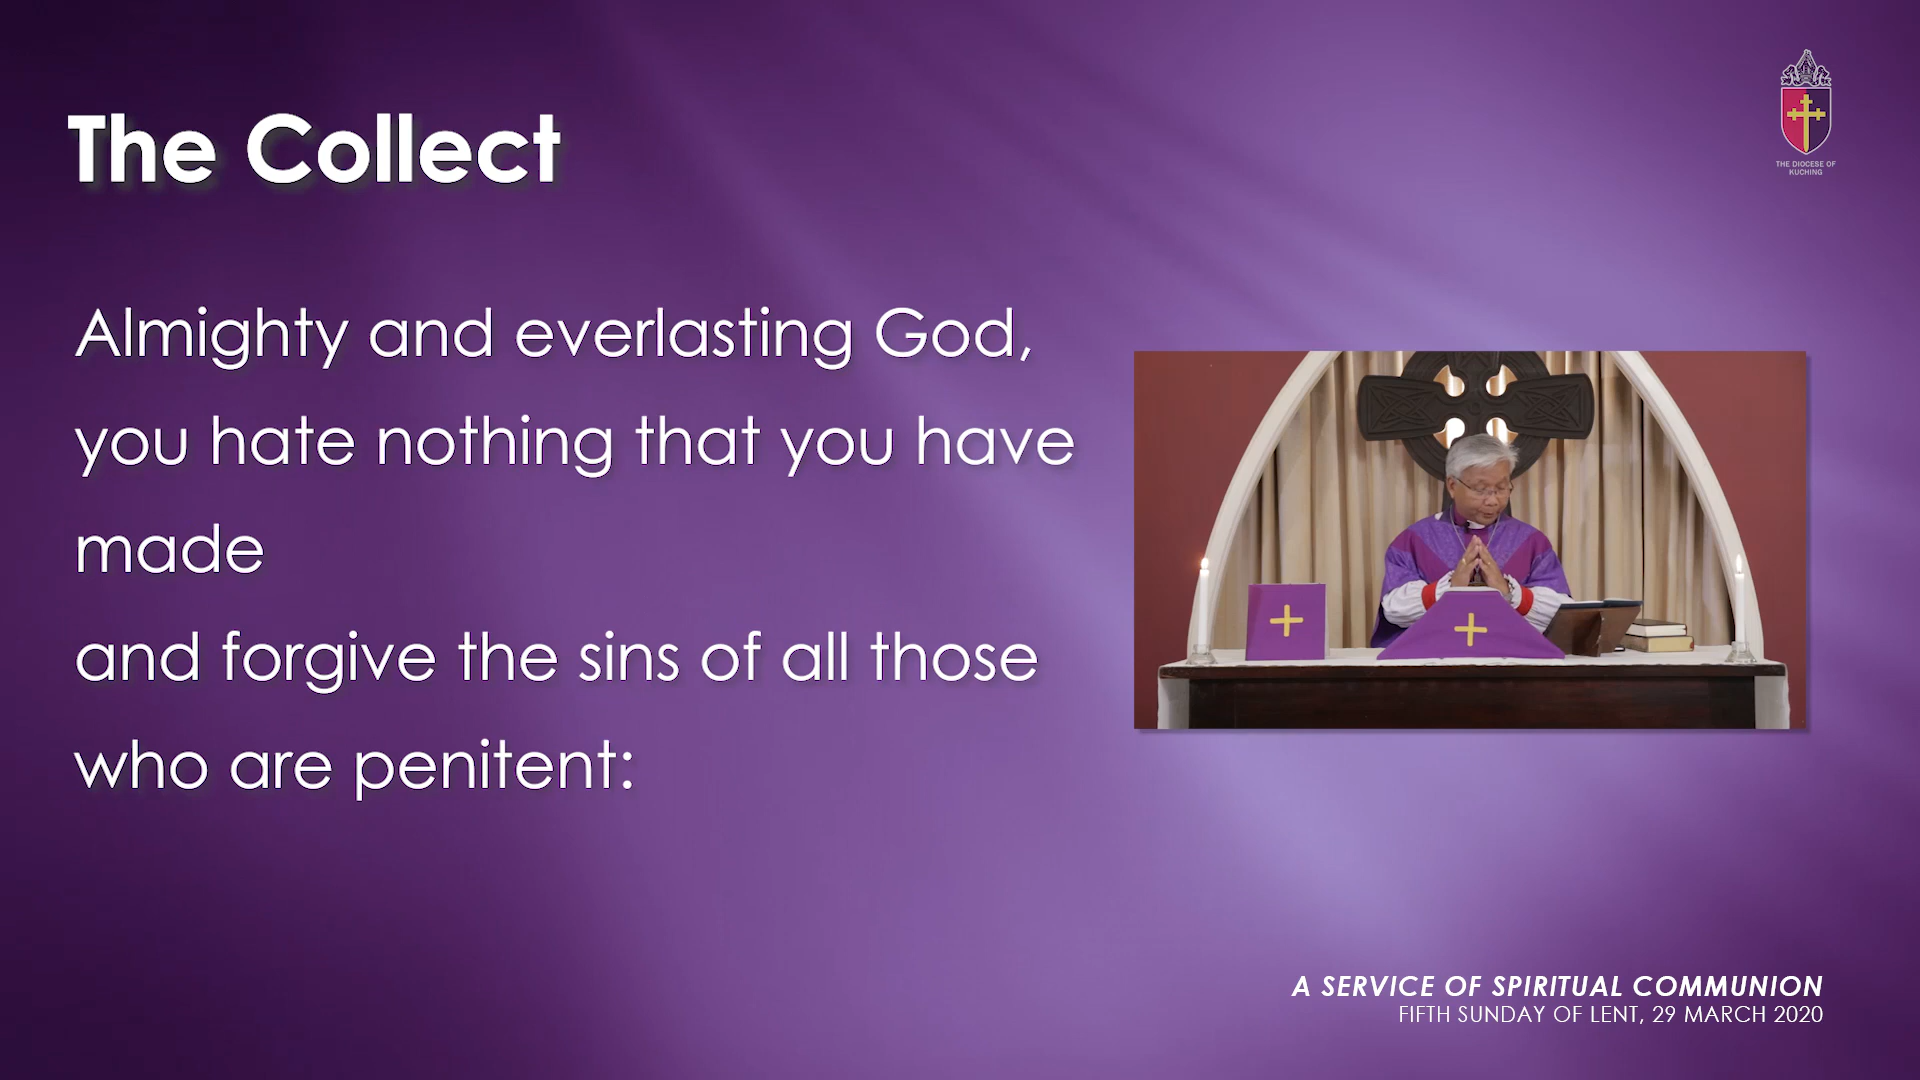 The Collect
Almighty and everlasting God,
you hate nothing that you have
made
and forgive the sins of all those
who are penitent:
THE DIOCESE OF
KUCHING
A SERVICE OF SPIRITUAL COMMUNION
FIFTH SUNDAY OF LENT, 29 MARCH 2020